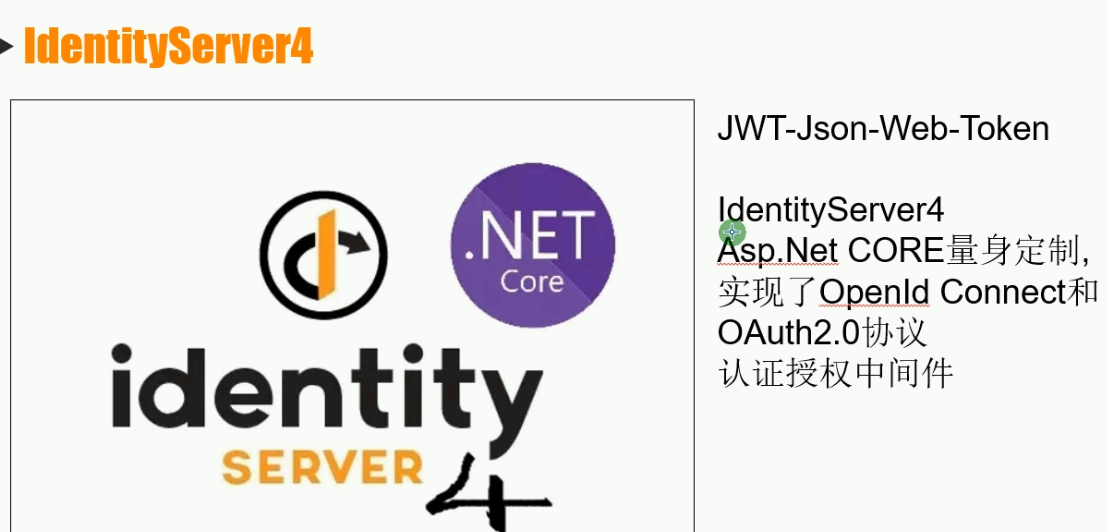 IdentityServer4
JWT-Json-Web-Token
.NET
Core
IdentityServer4
Asp.Net CORE量身定制,
实现了OpenId Connect和
OAuth2.0协议
认证授权中间件
identity
SERVER
4